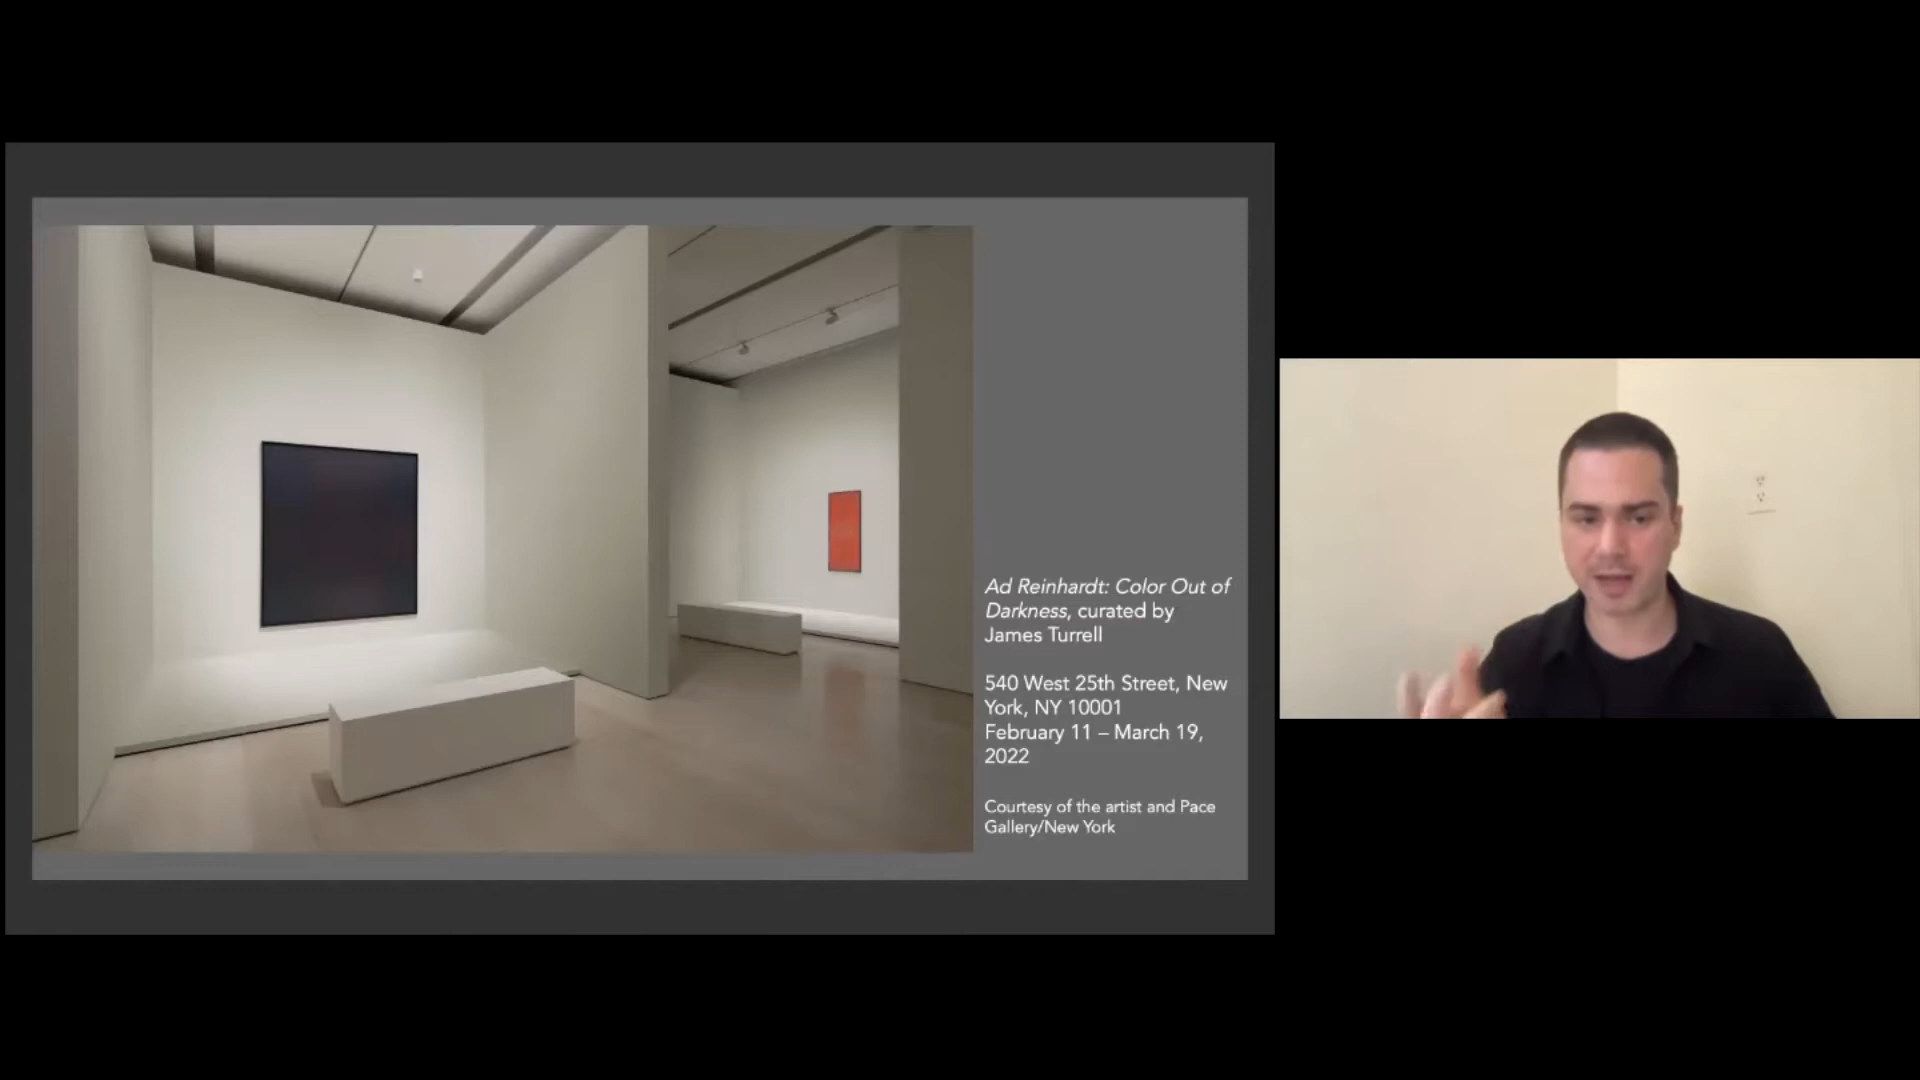 Ad Reinhardt: Color Out of
Darkness, curated by
James Turrell
540 West 25th Street, New
York, NY 10001
February 11 – March 19,
2022
Courtesy of the artist and Pace
Gallery/New York